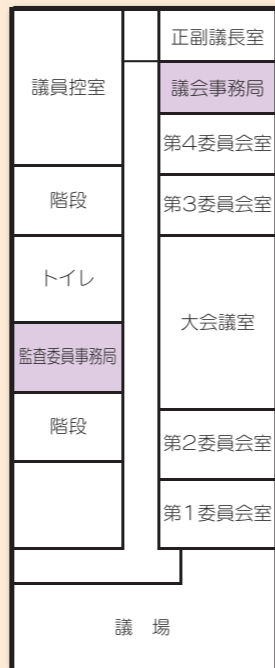 議員控室
階段
トイレ
監査委員事務局
階段
正副議長室
議会事務局
第4委員会室
第3委員会室
大会議室
第2委員会室
第1委員会室
議 場